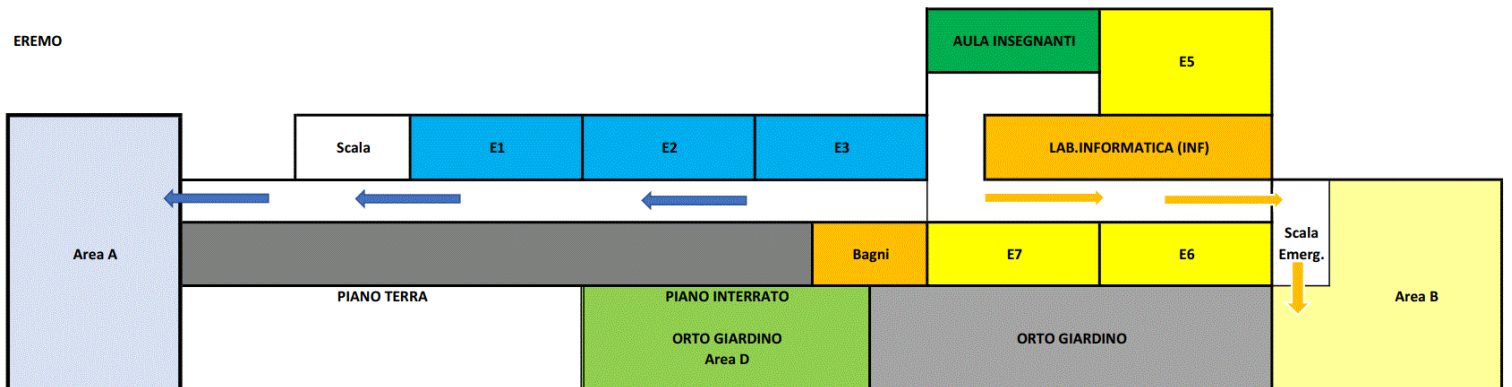 EREMO
AULA INSEGNANTI
E5
Scala
E1
E2
E3
LAB.INFORMATICA (INF)
Area A
Bagni
E7
E6
Scala
Emerg.
Area B
PIANO TERRA
PIANO INTERRATO
ORTO GIARDINO
Area D
ORTO GIARDINO